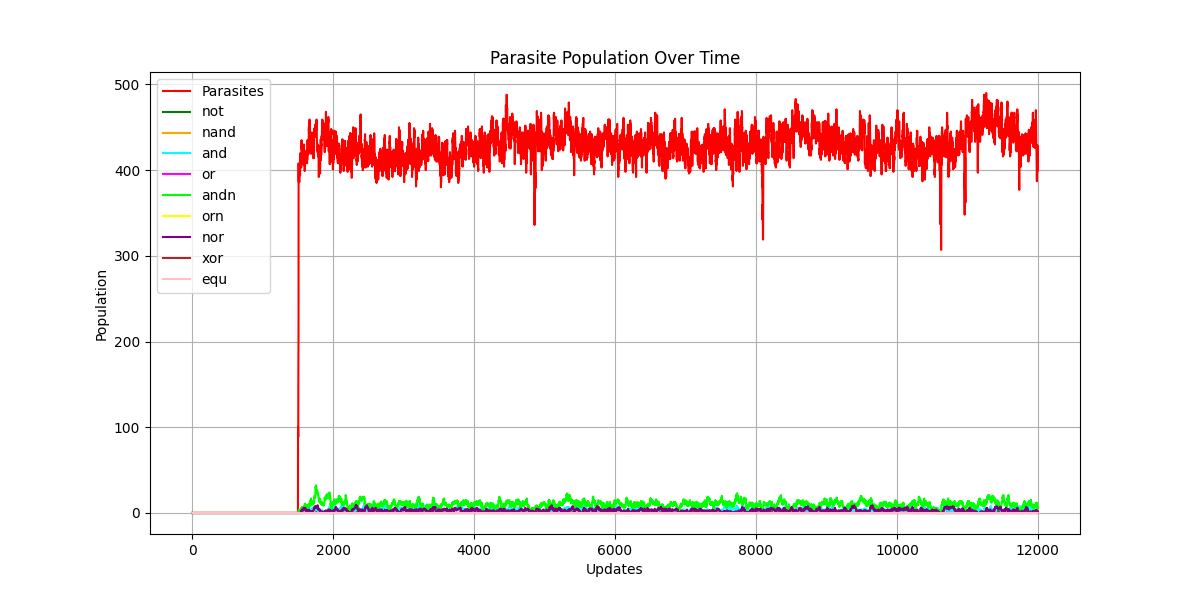 Parasite Population Over Time
500
400
300
200
100
0
Population
Parasites
not
nand
and
or
andn
orn
nor
xor
equ
0 2000 4000 6000 8000 10000 12000
Updates